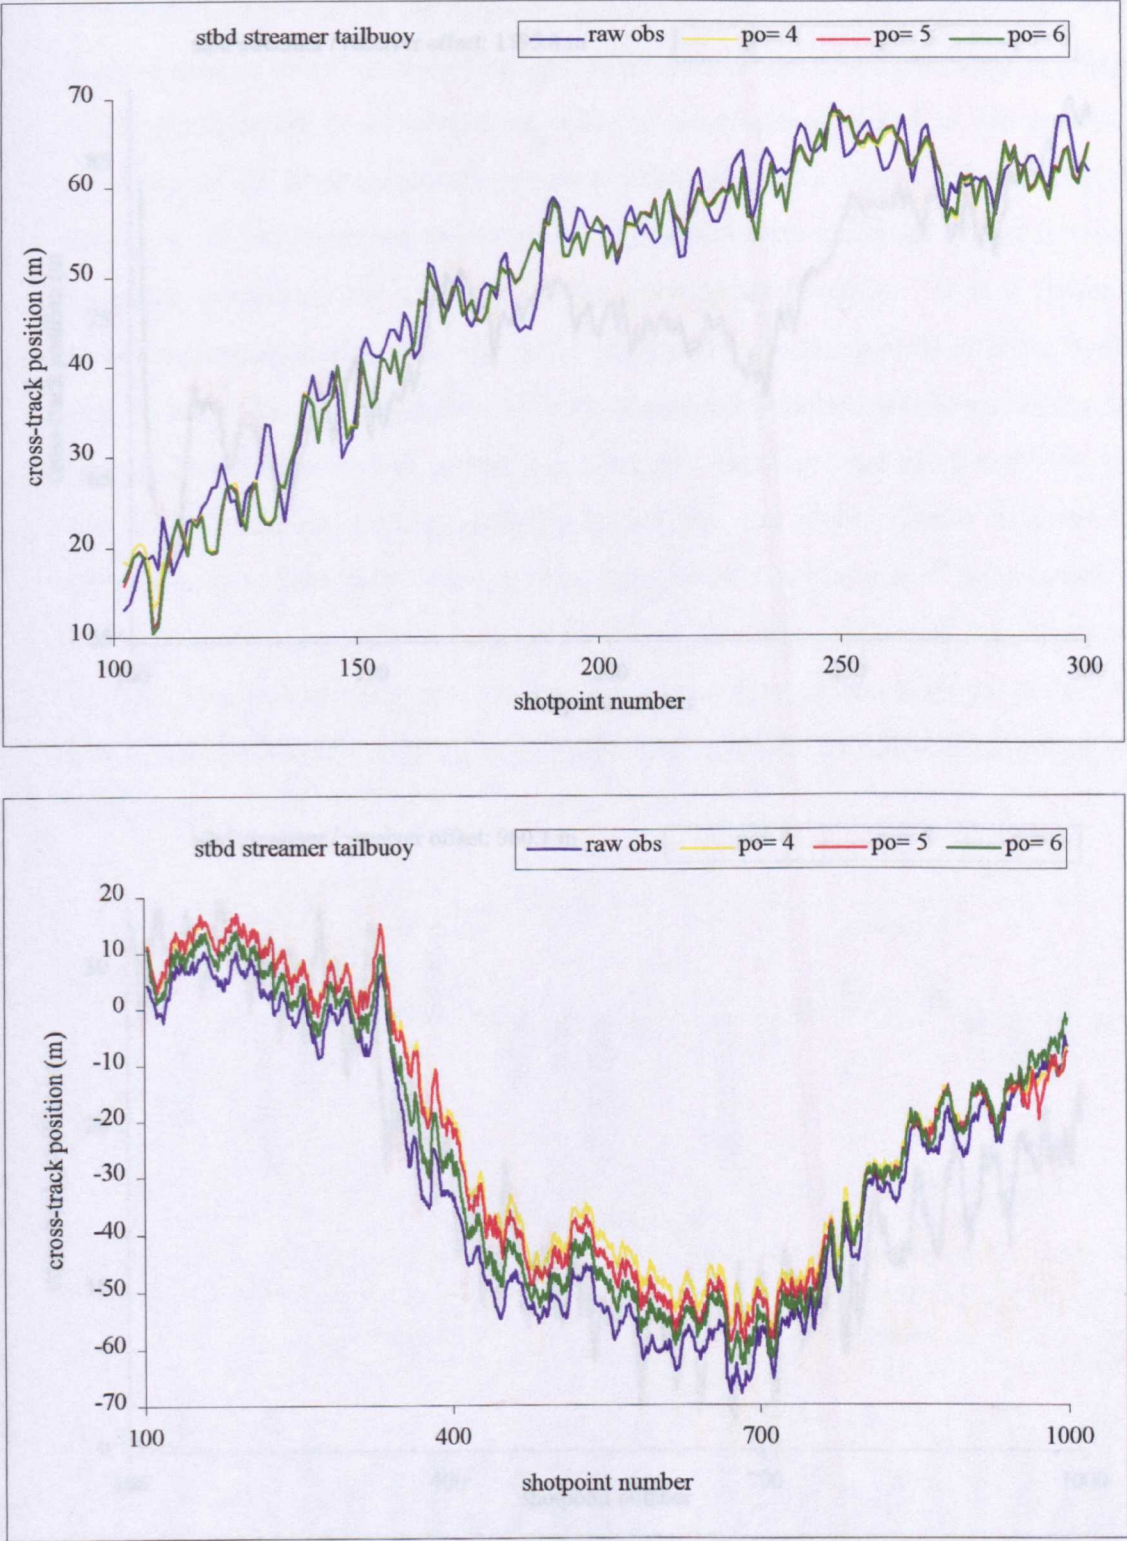 stbd streamer tailbuoy
raw obs po= 4 po= 5 po= 6
70
60
50
40
30
20
10
cross-track position (m)
100 150 200 250 300
shotpoint number
stbd streamer tailbuoy
raw obs po= 4 po= 5 po= 6
20
10
0
-10
-20
-30
-40
-50
-60
-70
cross-track position (m)
100 400 700 1000
shotpoint number